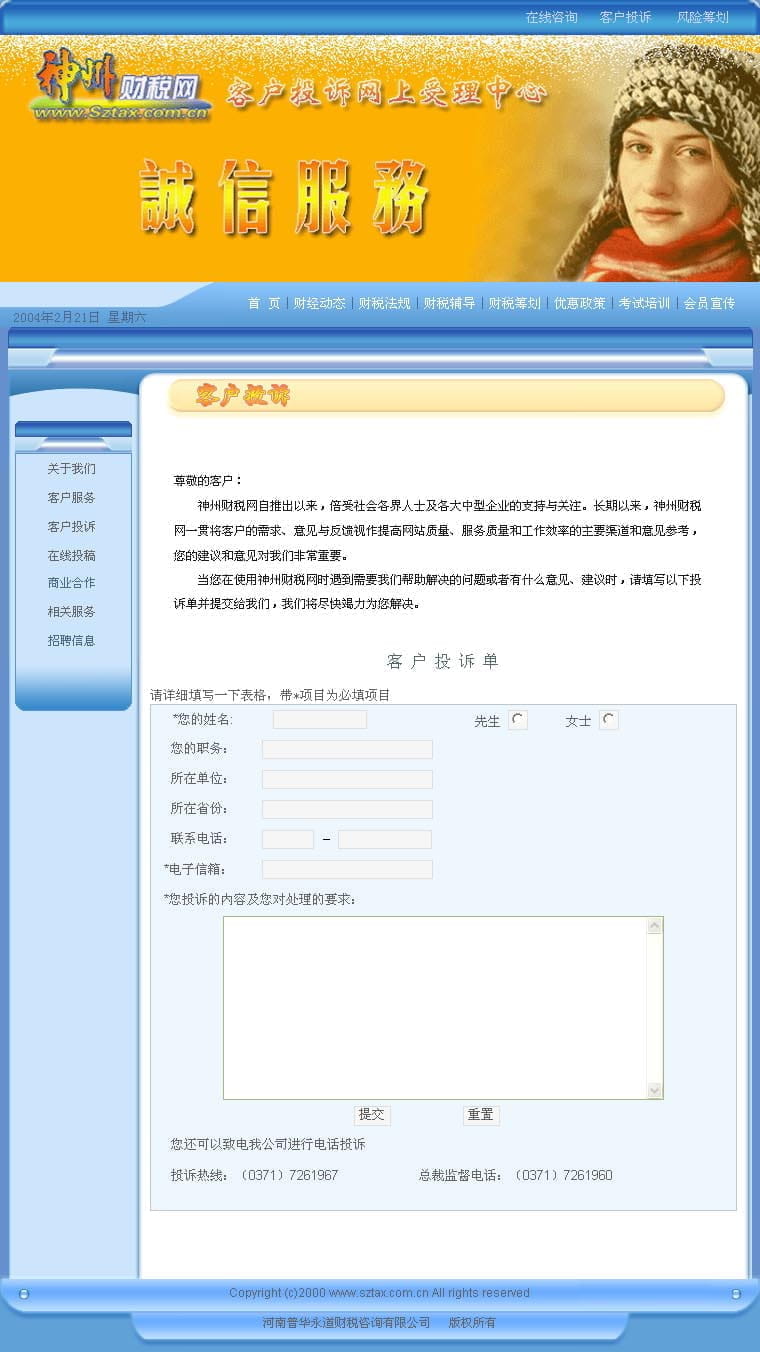 在线咨询 客户投诉 风险筹划
神州财税网 客户投诉网上受理中心
www.Sztax.com.cn
誠信服務
首 页 | 财经动态 | 财税法规 | 财税辅导 | 财税筹划 | 优惠政策 | 考试培训 | 会员宣传
2004年2月21日 星期六
客户投诉
关于我们
客户服务
客户投诉
在线投稿
商业合作
相关服务
招聘信息
尊敬的客户：
神州财税网自推出以来，倍受社会各界人士及各大中型企业的支持与关注。长期以来，神州财税
网一贯将客户的需求、意见与反馈视作提高网站质量、服务质量和工作效率的主要渠道和意见参考，
您的建议和意见对我们非常重要。
当您在使用神州财税网时遇到需要我们帮助解决的问题或者有什么意见、建议时，请填写以下投
诉单并提交给我们，我们将尽快竭力为您解决。
客户投诉单
请详细填写一下表格，带*项目为必填项目
*您的姓名: 先生 女士
您的职务：
所在单位：
所在省份：
联系电话： –
*电子信箱：
*您投诉的内容及您对处理的要求：
提交 重置
您还可以致电我公司进行电话投诉
投诉热线：（0371）7261967 总裁监督电话：（0371）7261960
Copyright (c)2000 www.sztax.com.cn All rights reserved
河南普华永道财税咨询有限公司 版权所有